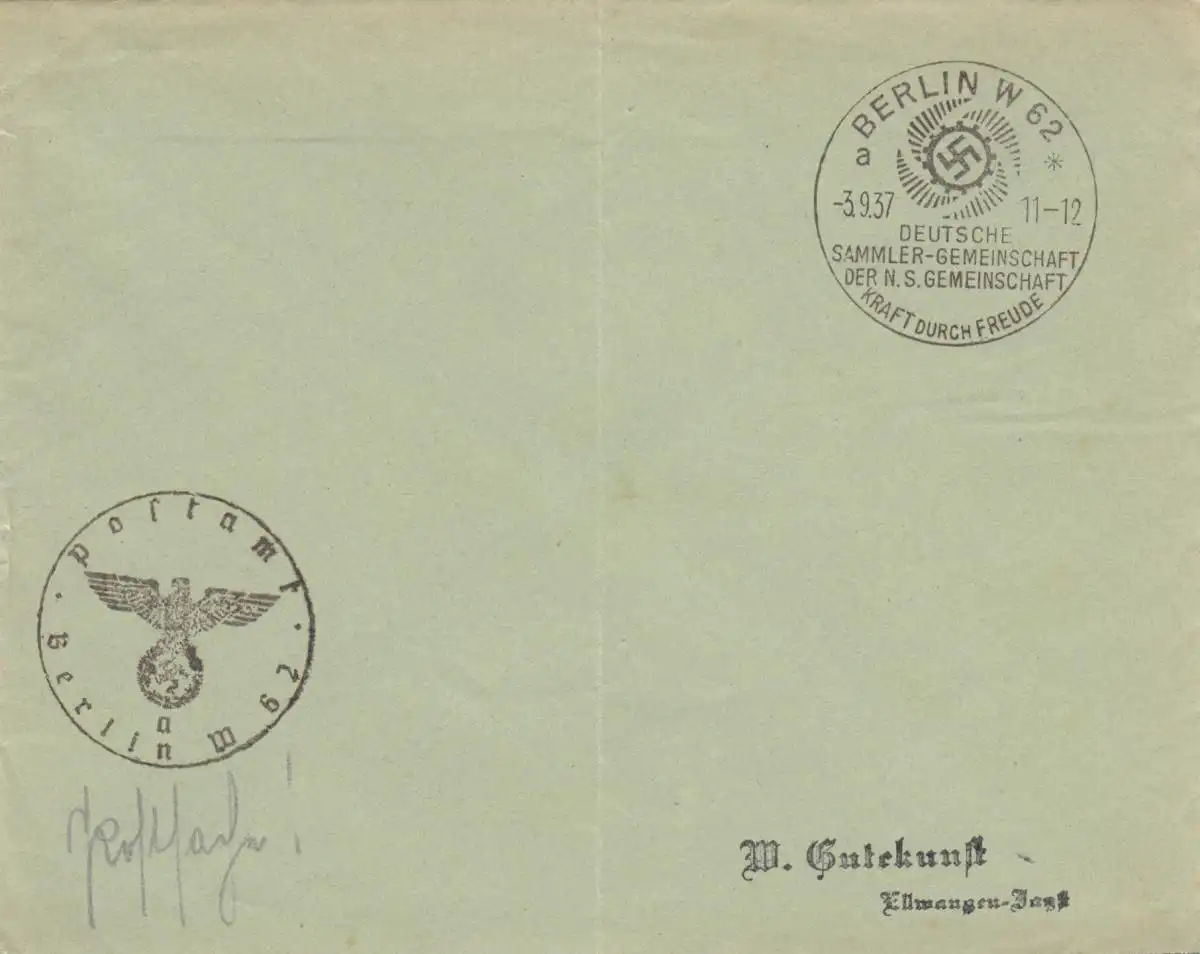 BERLIN W 62
a *
-3.9.37 11-12
DEUTSCHE
SAMMLER-GEMEINSCHAFT
DER N.S. GEMEINSCHAFT
KRAFT DURCH FREUDE
Postamt
a
Berlin W 62
Postsache!
W. Gutekunst
Ellwangen-Jagst